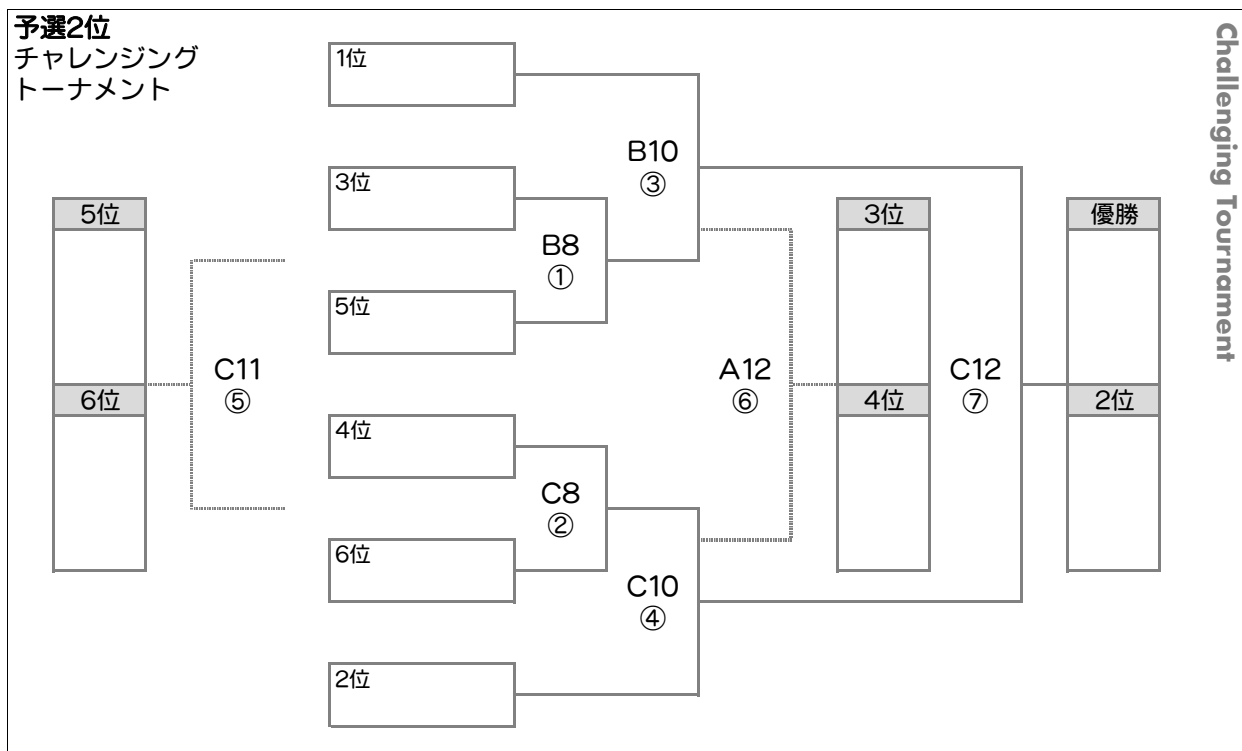 予選2位
チャレンジング
トーナメント
Challenging Tournament
1位
B10
③
3位
5位
3位
優勝
B8
①
5位
C11
⑤
A12
⑥
C12
⑦
6位
4位
2位
4位
C8
②
6位
C10
④
2位